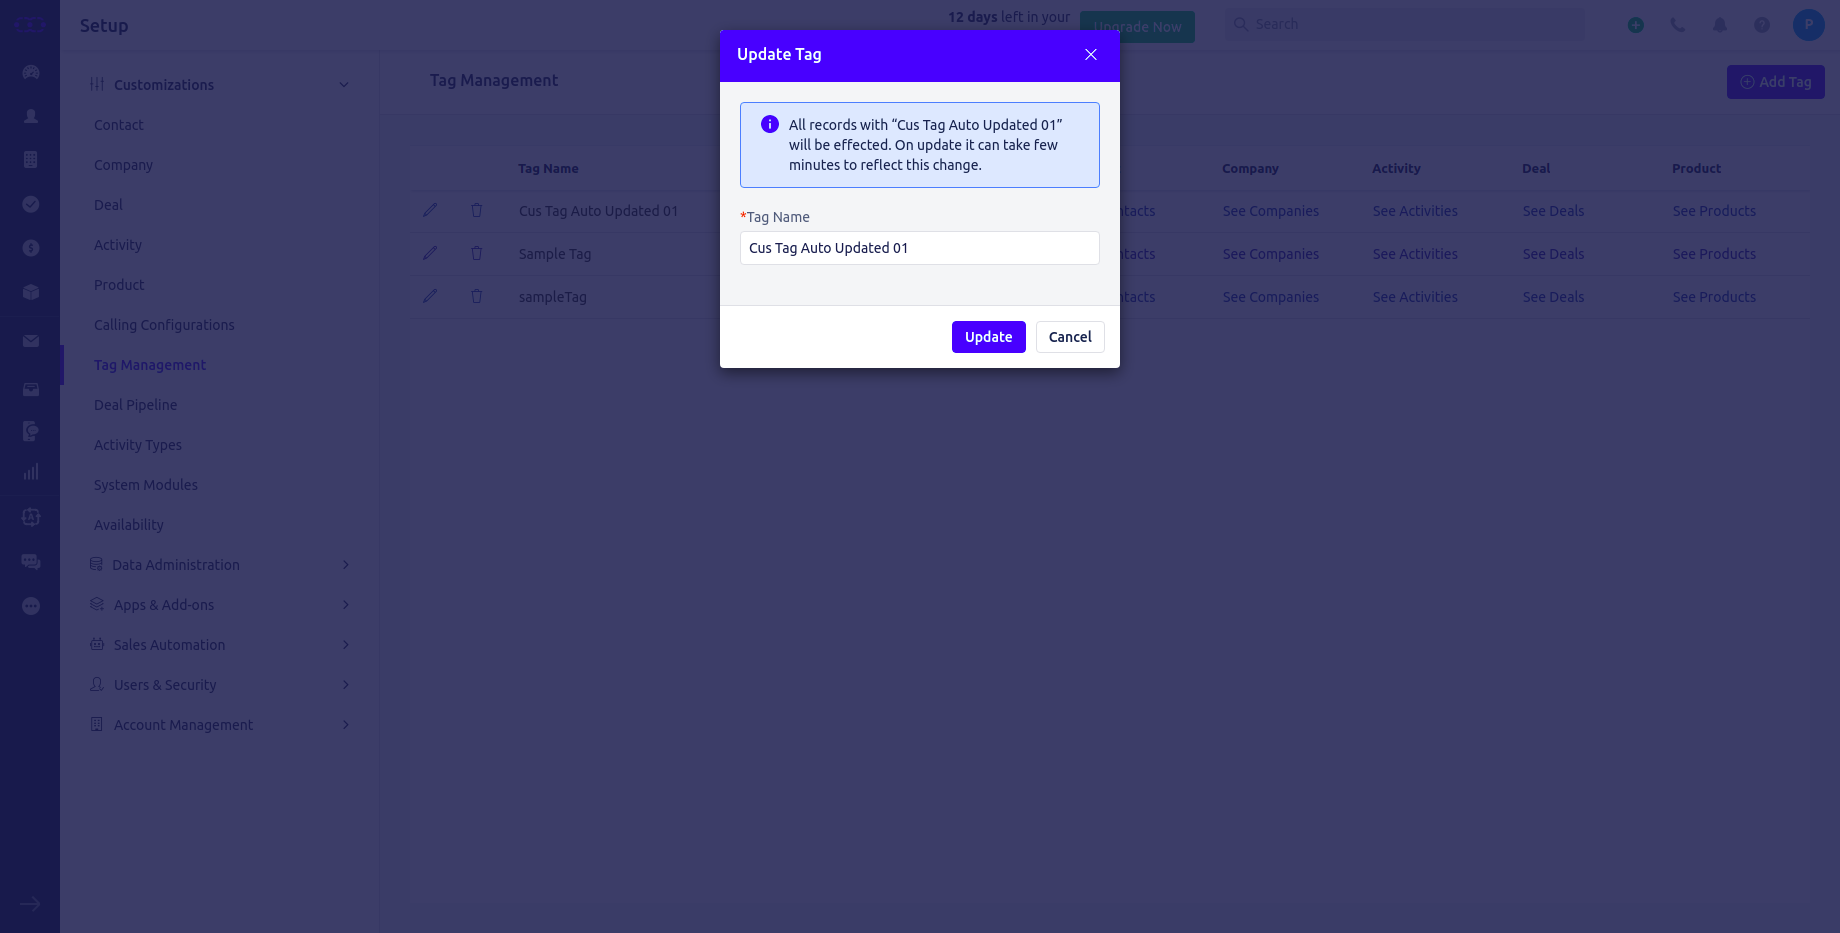 Setup
12 days left in your
Upgrade Now
Search
P
Update Tag
Customizations
Contact
Company
Deal
Activity
Product
Calling Configurations
Tag Management
Deal Pipeline
Activity Types
System Modules
Availability
Data Administration
Apps & Add-ons
Sales Automation
Users & Security
Account Management
Tag Management
Add Tag
Tag Name
Company
Activity
Deal
Product
Cus Tag Auto Updated 01
See Companies
See Activities
See Deals
See Products
Sample Tag
See Companies
See Activities
See Deals
See Products
sampleTag
See Companies
See Activities
See Deals
See Products
All records with “Cus Tag Auto Updated 01”
will be effected. On update it can take few
minutes to reflect this change.
*Tag Name
Cus Tag Auto Updated 01
Update
Cancel